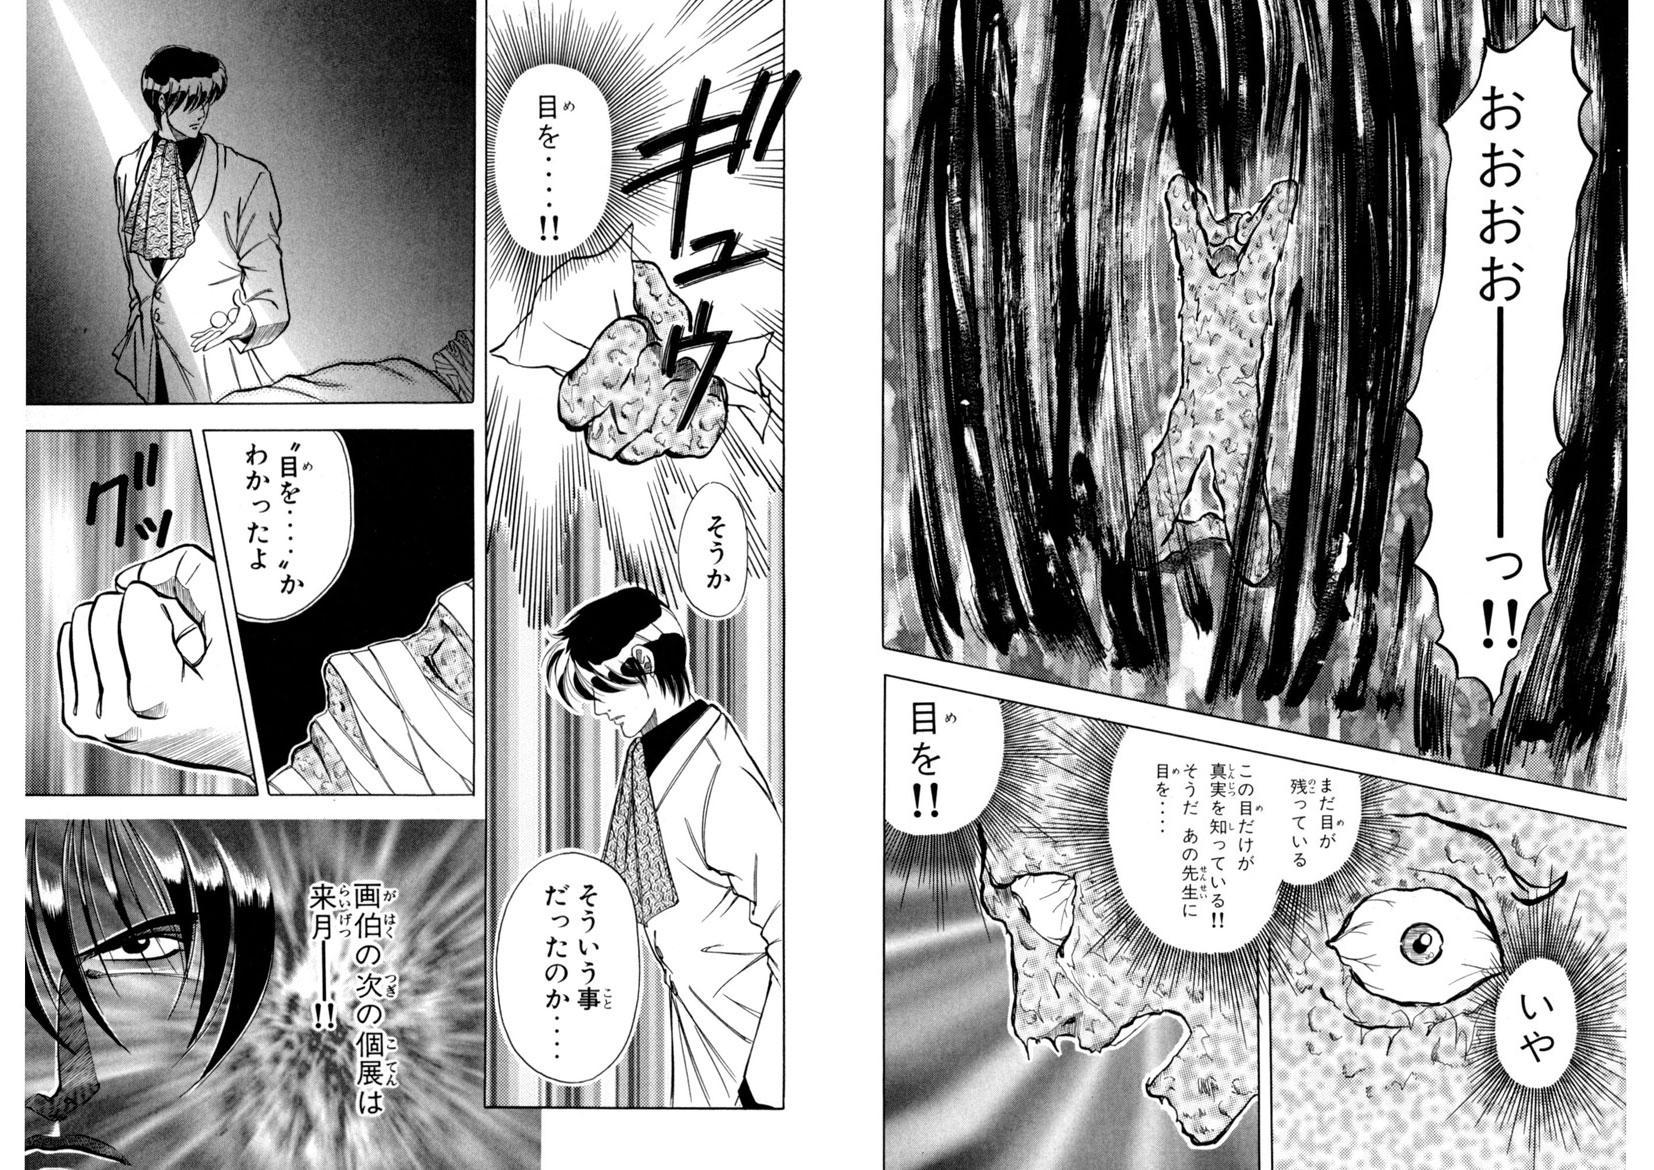 おおおおーっ!!
いや
まだ目が
残っている
この目だけが
真実を知っている!!
そうだ あの先生に
目を‥‥
目を!!
目を‥‥‥!!
ギュウッ
そうか
そういう事
だったのか‥‥
〝目を‥‥‥〟か
わかったよ
グッ
画伯の次の個展は
来月──!!